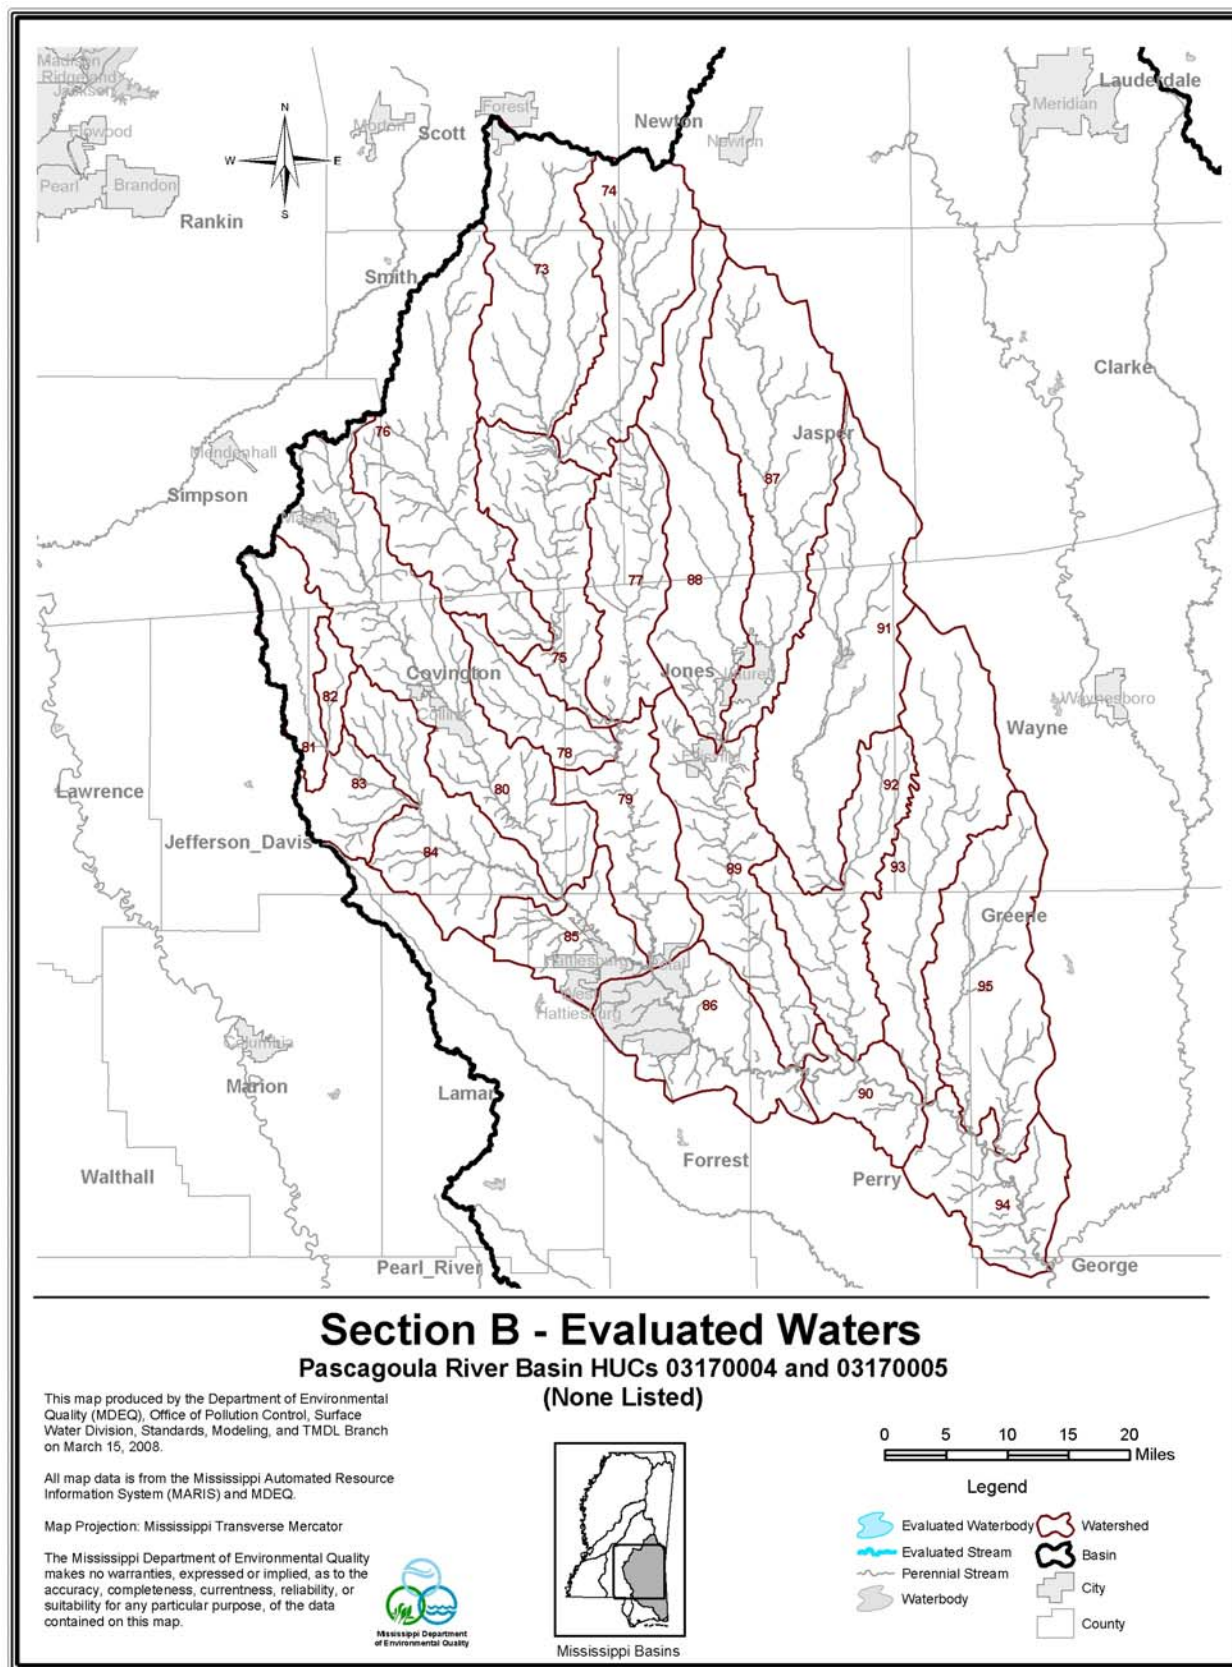 Madison
Ridgeland
Jackson
Flowood
Pearl
Brandon
Rankin
Morton
Scott
Forest
Newton
Newton
Meridian
Lauderdale
N
W
E
S
74
Smith
73
Clarke
76
Mendenhall
Simpson
Magee
Jasper
87
77
88
91
75
Covington
Jones
Laurel
Collins
82
Waynesboro
Wayne
81
78
Ellisville
Lawrence
83
80
79
92
Jefferson_Davis
84
89
93
Greene
85
Hattiesburg
Petal
West
Hattiesburg
86
95
Columbia
Marion
Lamar
90
Walthall
Forrest
Perry
94
Pearl_River
George
Section B - Evaluated Waters
Pascagoula River Basin HUCs 03170004 and 03170005
(None Listed)
This map produced by the Department of Environmental
Quality (MDEQ), Office of Pollution Control, Surface
Water Division, Standards, Modeling, and TMDL Branch
on March 15, 2008.
All map data is from the Mississippi Automated Resource
Information System (MARIS) and MDEQ.
Map Projection: Mississippi Transverse Mercator
The Mississippi Department of Environmental Quality
makes no warranties, expressed or implied, as to the
accuracy, completeness, currentness, reliability, or
suitability for any particular purpose, of the data
contained on this map.
Mississippi Department
of Environmental Quality
Mississippi Basins
0 5 10 15 20
Miles
Legend
Evaluated Waterbody
Evaluated Stream
Perennial Stream
Waterbody
Watershed
Basin
City
County